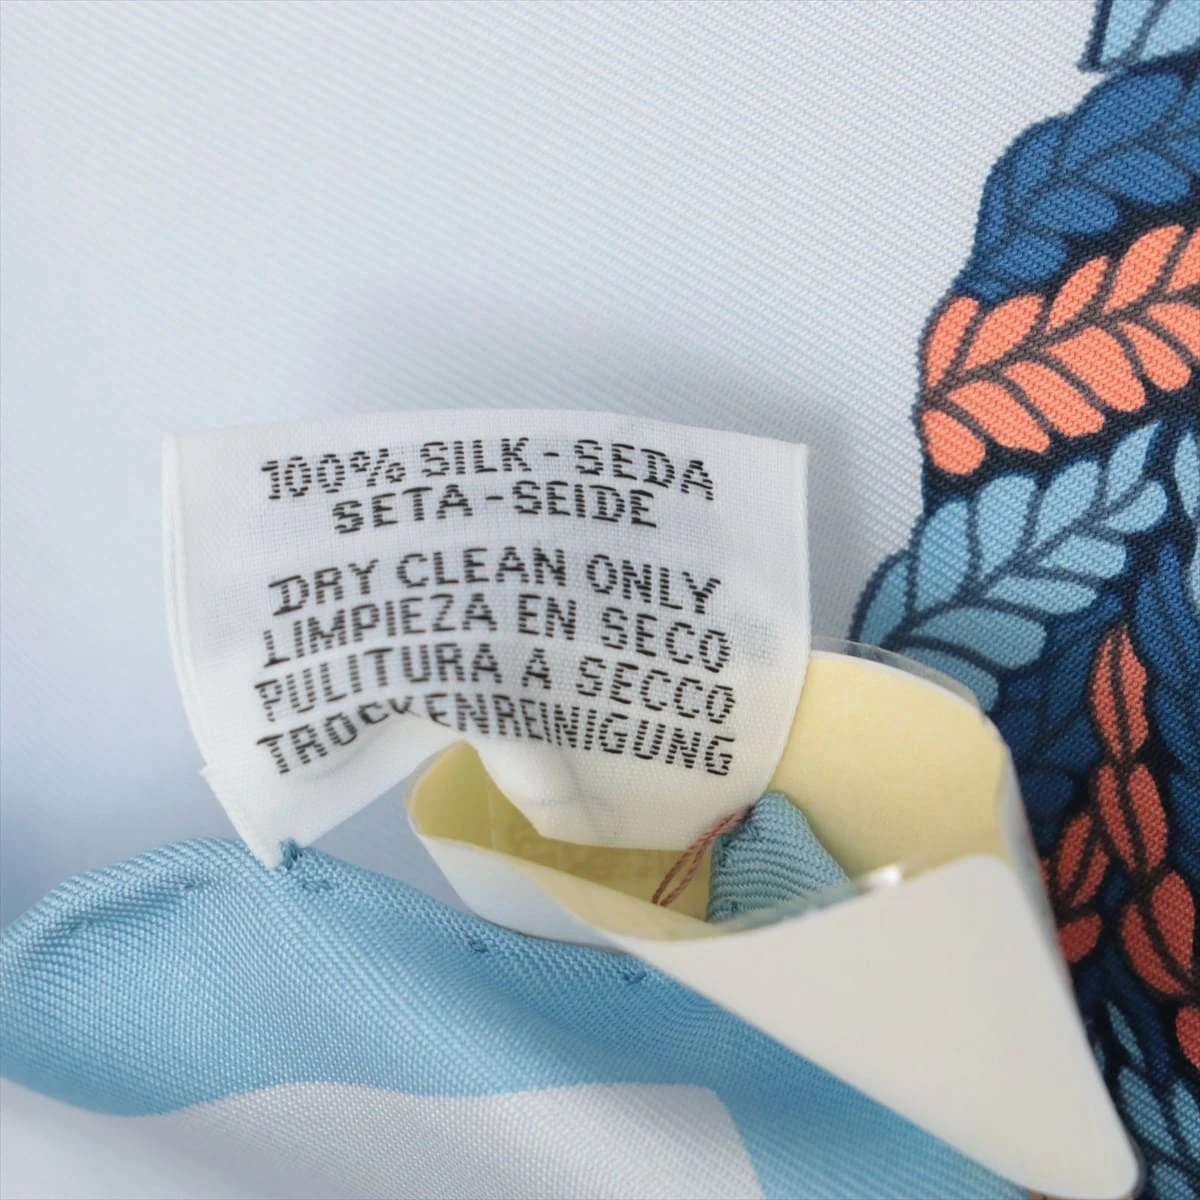 100% SILK-SEDA
SETA-SEIDE
DRY CLEAN ONLY
LIMPIEZA EN SECO
PULITURA A SECCO
TROCKENREINIGUNG